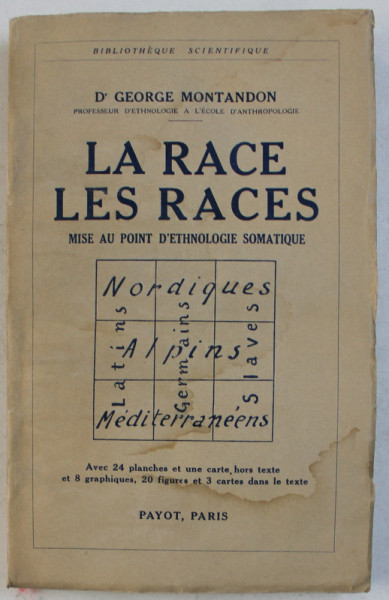 BIBLIOTHÈQUE SCIENTIFIQUE
Dr GEORGE MONTANDON
PROFESSEUR D'ETHNOLOGIE A L'ÉCOLE D'ANTHROPOLOGIE
LA RACE
LES RACES
MISE AU POINT D'ETHNOLOGIE SOMATIQUE
Nordiques
Alpins
Méditerranéens
Latins
Germains
Slaves
Avec 24 planches et une carte hors texte
et 8 graphiques, 20 figures et 3 cartes dans le texte
PAYOT, PARIS